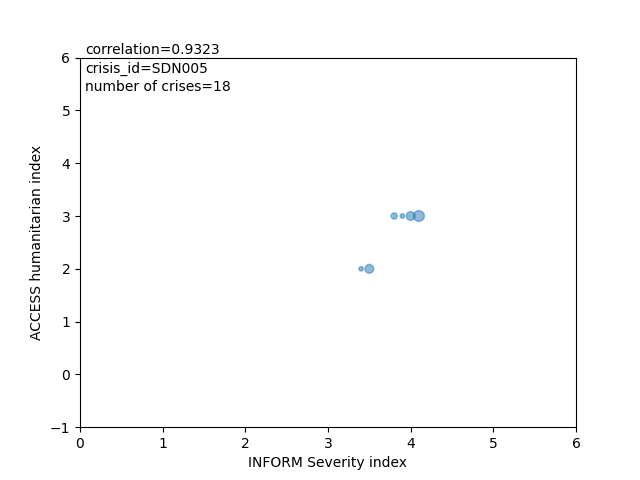 correlation=0.9323
crisis_id=SDN005
number of crises=18
6
5
4
3
2
1
0
−1
ACCESS humanitarian index
0 1 2 3 4 5 6
INFORM Severity index